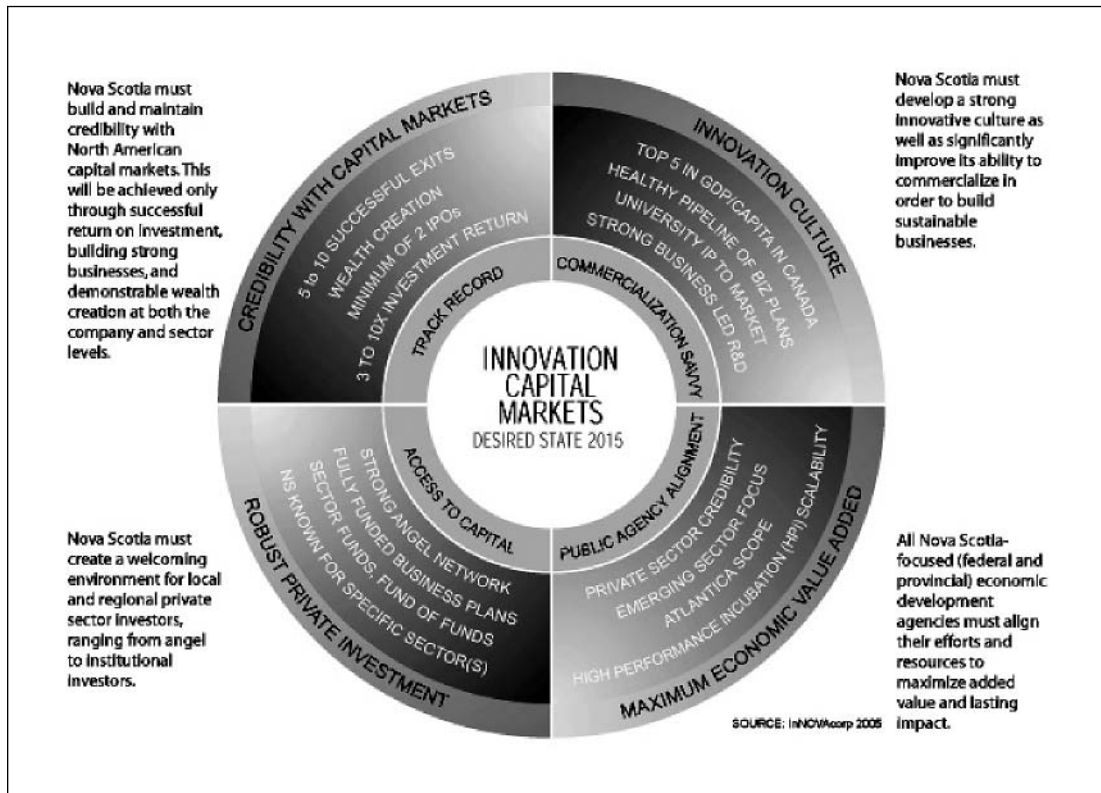 Nova Scotia must
build and maintain
credibility with
North American
capital markets. This
will be achieved only
through successful
return on investment,
building strong
businesses, and
demonstrable wealth
creation at both the
company and sector
levels.
CREDIBILITY WITH CAPITAL MARKETS
5 to 10 SUCCESSFUL EXITS
WEALTH CREATION
MINIMUM OF 2 IPOs
3 TO 10X INVESTMENT RETURN
TRACK RECORD
Nova Scotia must
develop a strong
innovative culture as
well as significantly
improve its ability to
commercialize in
order to build
sustainable
businesses.
INNOVATION CULTURE
TOP 5 IN GDP/CAPITA IN CANADA
HEALTHY PIPELINE OF BIZ PLANS
UNIVERSITY IP TO MARKET
STRONG BUSINESS LED R&D
COMMERCIALIZATION SAVVY
INNOVATION
CAPITAL
MARKETS
DESIRED STATE 2015
Nova Scotia must
create a welcoming
environment for local
and regional private
sector investors,
ranging from angel
to institutional
investors.
ACCESS TO CAPITAL
STRONG ANGEL NETWORK
FULLY FUNDED BUSINESS PLANS
SECTOR FUNDS, FUND OF FUNDS
NS KNOWN FOR SPECIFIC SECTOR(S)
ROBUST PRIVATE INVESTMENT
PUBLIC AGENCY ALIGNMENT
PRIVATE SECTOR CREDIBILITY
EMERGING SECTOR FOCUS
ATLANTICA SCOPE
HIGH PERFORMANCE INCUBATION (HPI) SCALABILITY
MAXIMUM ECONOMIC VALUE ADDED
All Nova Scotia-
focused (federal and
provincial) economic
development
agencies must align
their efforts and
resources to
maximize added
value and lasting
impact.
SOURCE: InNOVAcorp 2005